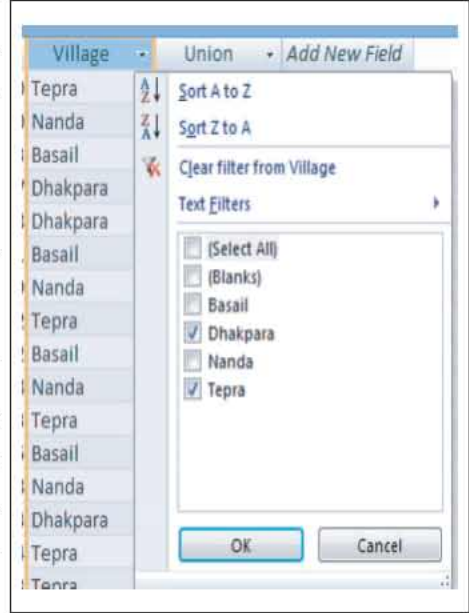 Village Union Add New Field
Tepra
Nanda
Basail
Dhakpara
Dhakpara
Basail
Nanda
Tepra
Basail
Nanda
Tepra
Basail
Nanda
Dhakpara
Tepra
Tepra
Sort A to Z
Sort Z to A
Clear filter from Village
Text Filters
(Select All)
(Blanks)
Basail
Dhakpara
Nanda
Tepra
OK Cancel